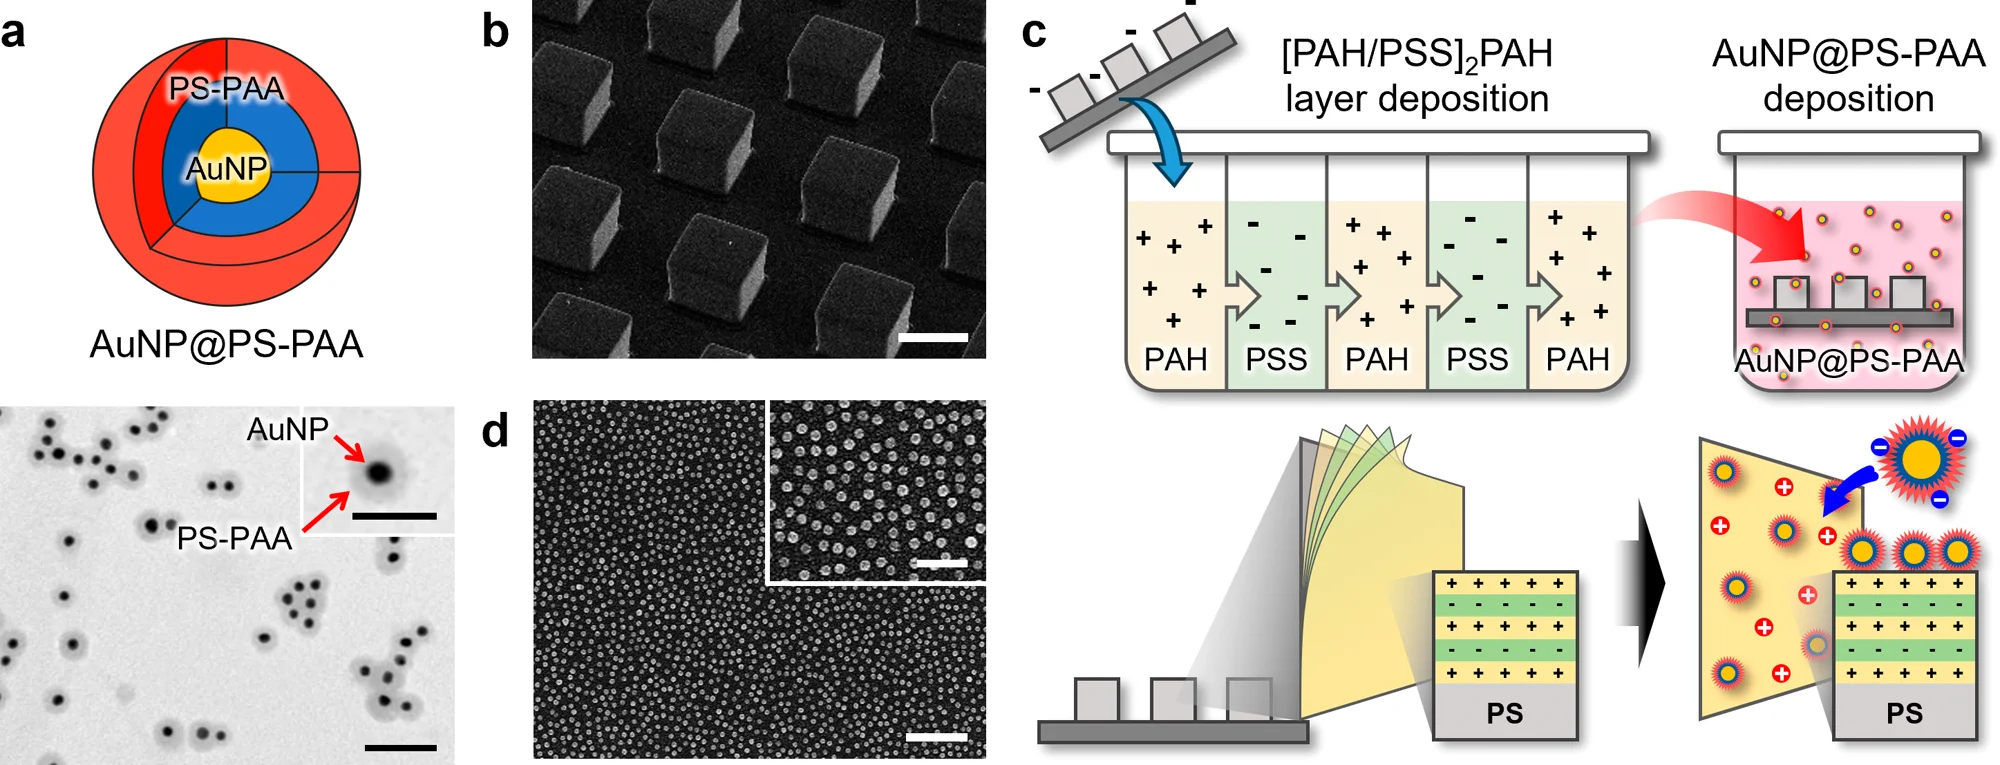 a
PS-PAA
AuNP
AuNP@PS-PAA
AuNP
PS-PAA
b
c
[PAH/PSS]₂PAH
layer deposition
AuNP@PS-PAA
deposition
PAH
PSS
PAH
PSS
PAH
AuNP@PS-PAA
d
PS
PS